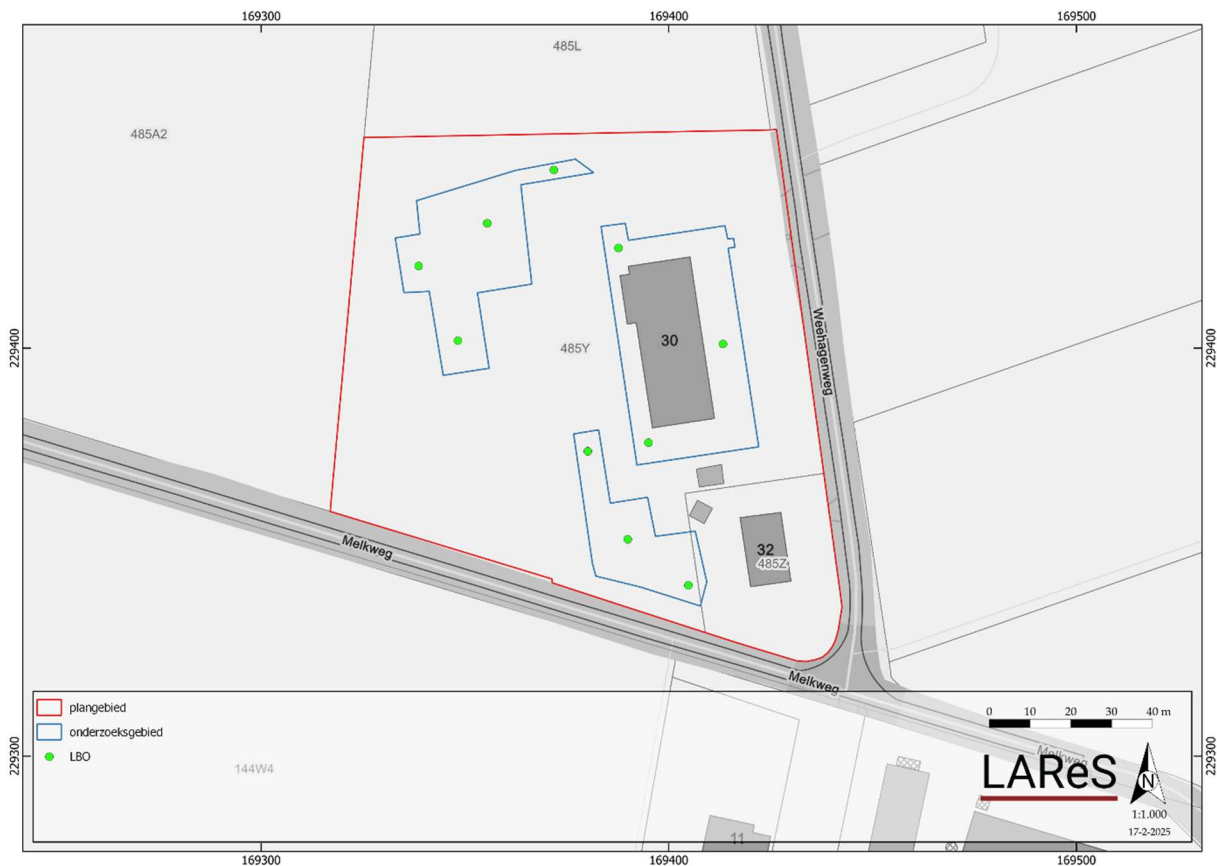 169300 169400 169500
485L
485A2
Weehagenweg
229400 30 229400
485Y
32
485Z
Melkweg
Melkweg
plangebied
onderzoeksgebied
LBO
0 10 20 30 40 m
Melkweg
229300 229300
144W4
LAReS
N
1:1.000
17-2-2025
11
169300 169400 169500